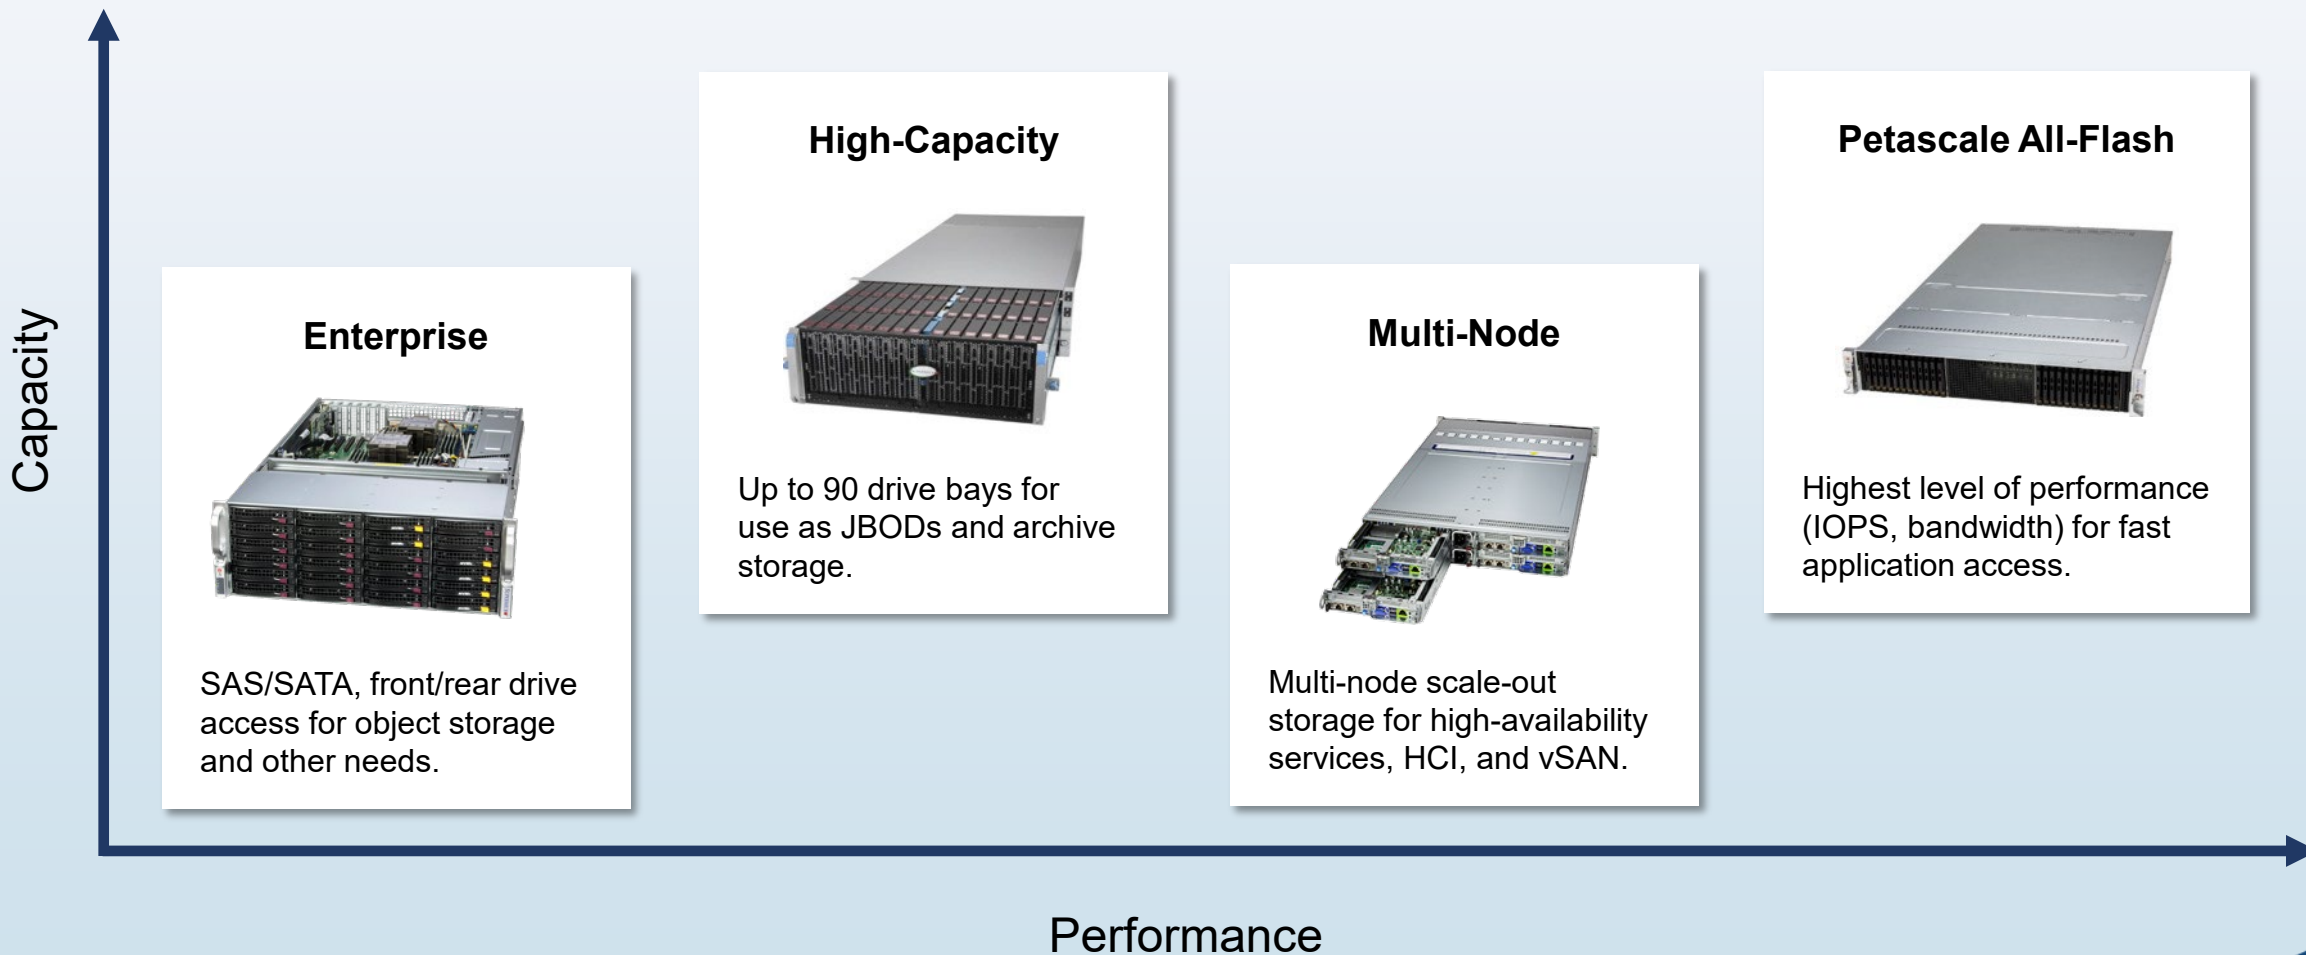 Capacity
Enterprise
SAS/SATA, front/rear drive
access for object storage
and other needs.
High-Capacity
Up to 90 drive bays for
use as JBODs and archive
storage.
Multi-Node
Multi-node scale-out
storage for high-availability
services, HCI, and vSAN.
Petascale All-Flash
Highest level of performance
(IOPS, bandwidth) for fast
application access.
Performance